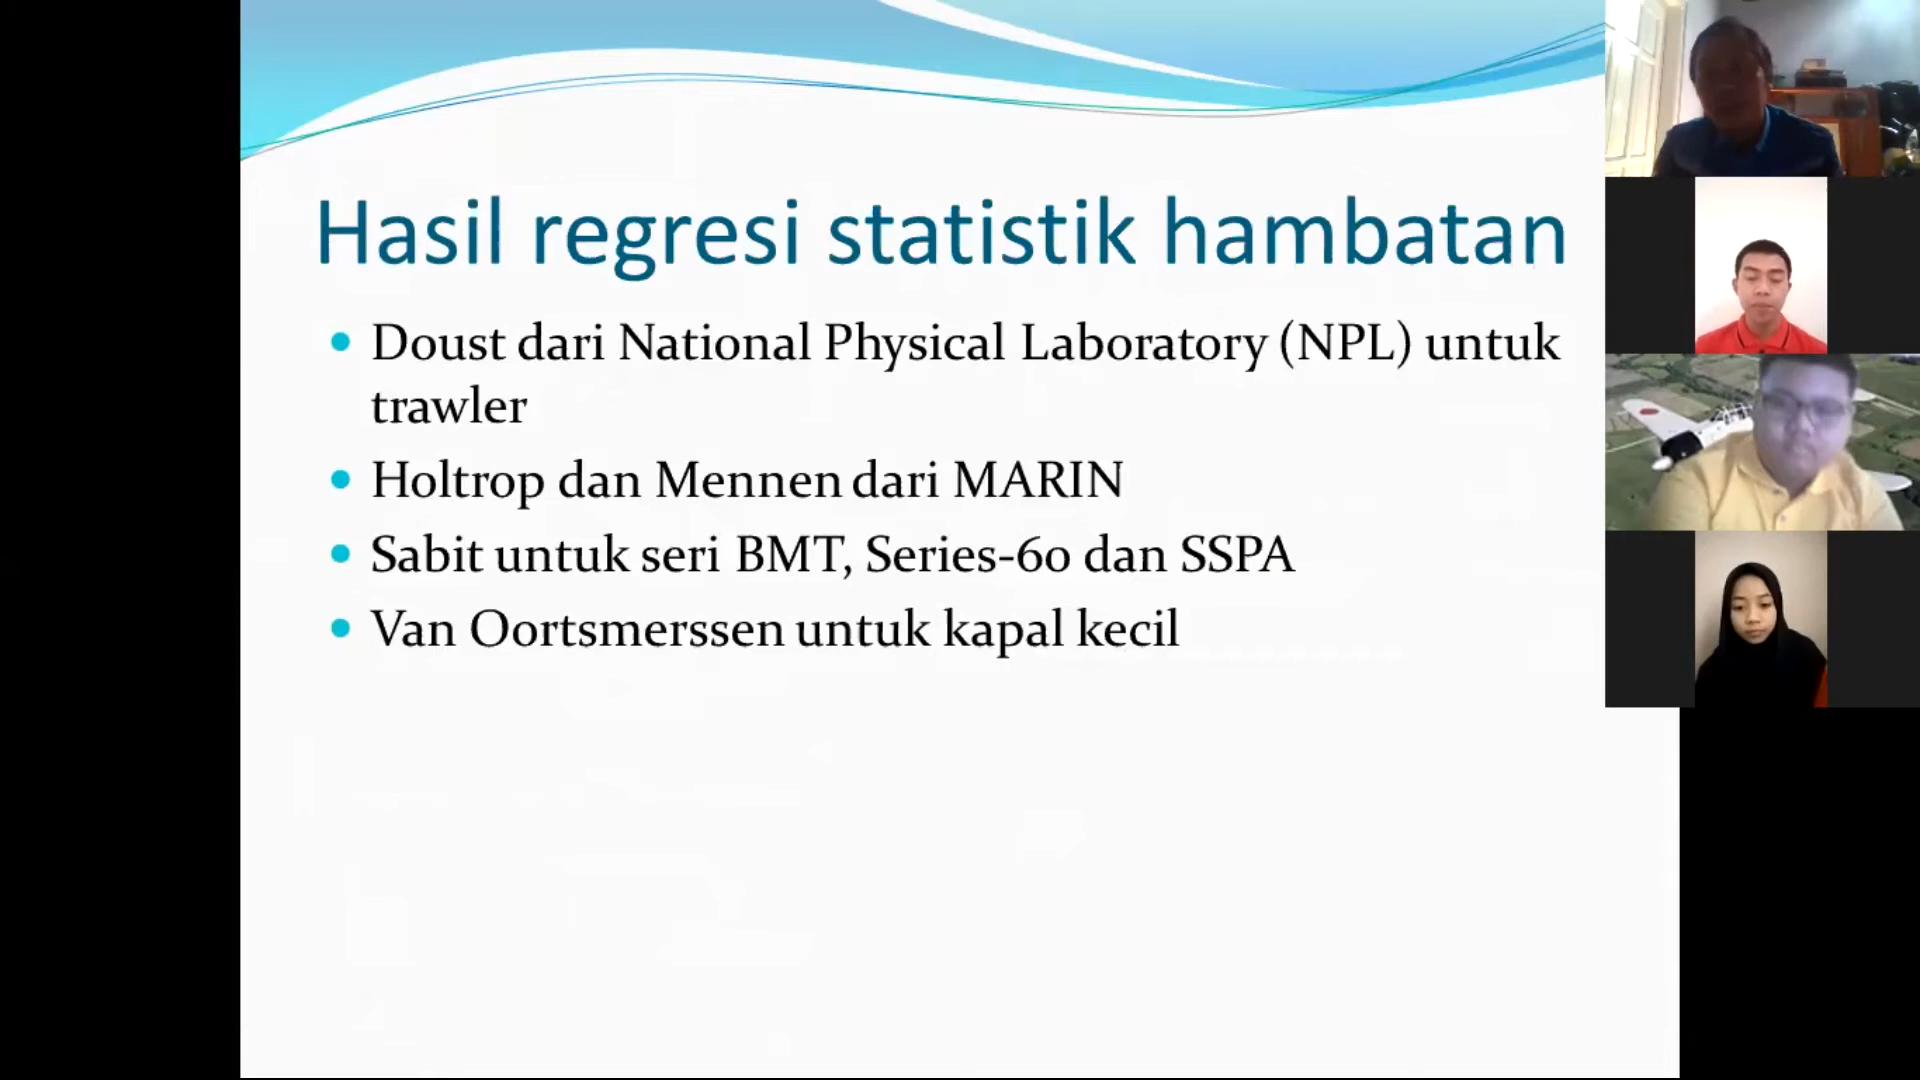 Hasil regresi statistik hambatan
Doust dari National Physical Laboratory (NPL) untuk
trawler
Holtrop dan Mennen dari MARIN
Sabit untuk seri BMT, Series-60 dan SSPA
Van Oortsmerssen untuk kapal kecil